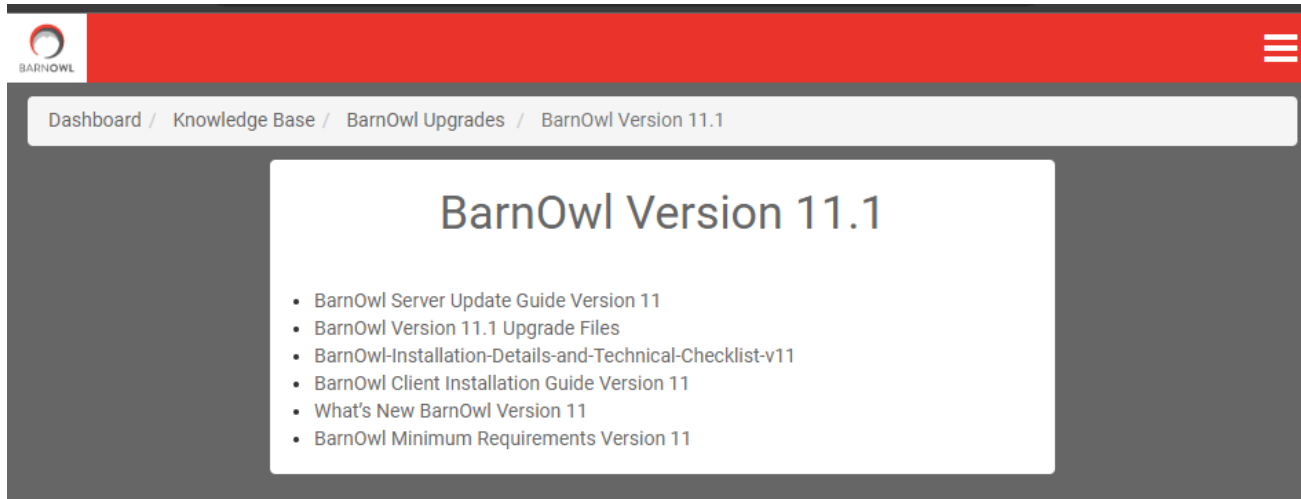 BARNOWL
Dashboard / Knowledge Base / BarnOwl Upgrades / BarnOwl Version 11.1
BarnOwl Version 11.1
• BarnOwl Server Update Guide Version 11
• BarnOwl Version 11.1 Upgrade Files
• BarnOwl-Installation-Details-and-Technical-Checklist-v11
• BarnOwl Client Installation Guide Version 11
• What's New BarnOwl Version 11
• BarnOwl Minimum Requirements Version 11